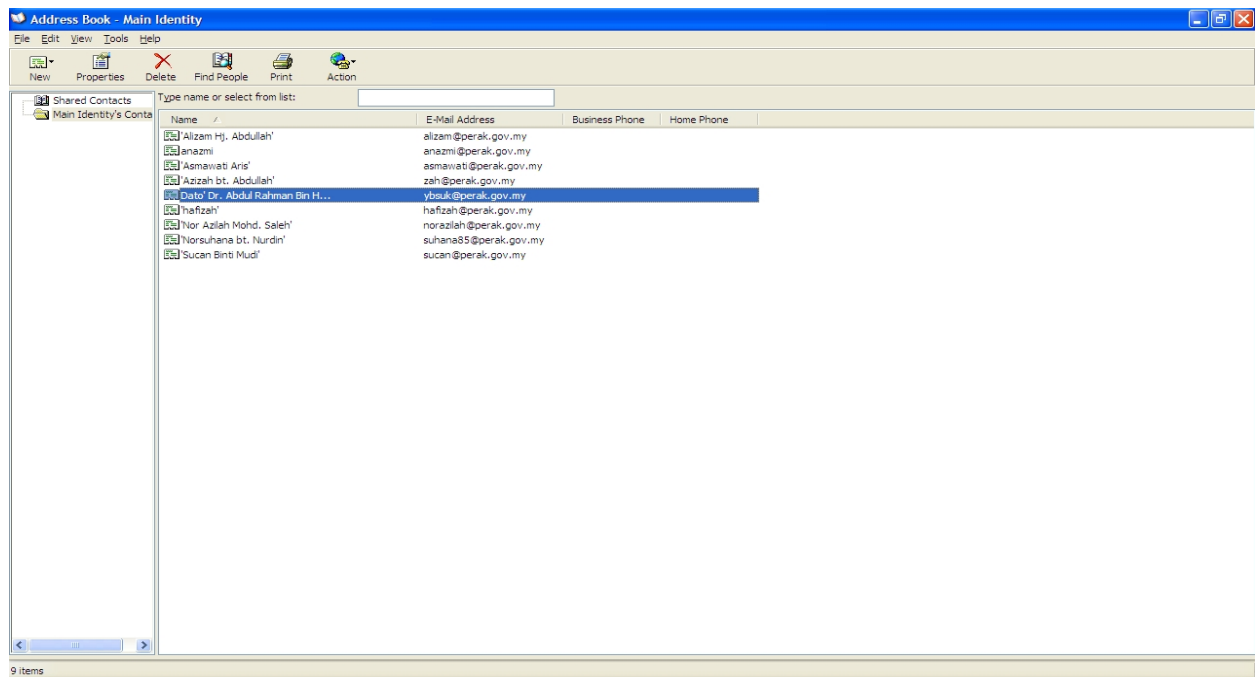 Address Book - Main Identity
File Edit View Tools Help
New Properties Delete Find People Print Action
Shared Contacts
Main Identity's Conta
Type name or select from list:
Name E-Mail Address Business Phone Home Phone
'Alizam Hj. Abdullah' alizam@perak.gov.my
anazmi anazmi@perak.gov.my
'Asmawati Aris' asmawati@perak.gov.my
'Azizah bt. Abdullah' zah@perak.gov.my
Dato' Dr. Abdul Rahman Bin H... ybsuk@perak.gov.my
'hafizah' hafizah@perak.gov.my
'Nor Azilah Mohd. Saleh' norazilah@perak.gov.my
'Norsuhana bt. Nurdin' suhana85@perak.gov.my
'Sucan Binti Mudi' sucan@perak.gov.my
9 items